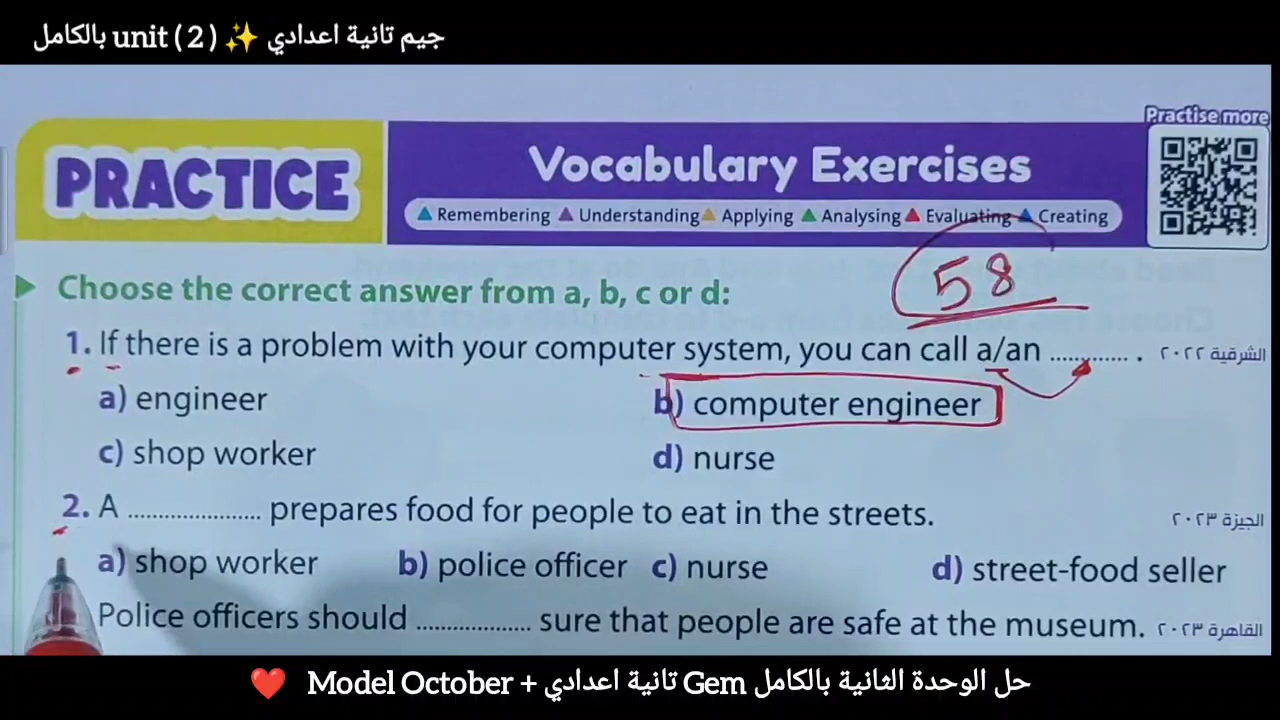 جيم تانية اعدادي ✨ unit ( 2 ) بالكامل
Practise more
PRACTICE
Vocabulary Exercises
Remembering Understanding Applying Analysing Evaluating Creating
58
Choose the correct answer from a, b, c or d:
1. If there is a problem with your computer system, you can call a/an ............. . الشرقية ٢٠٢٢
a) engineer b) computer engineer
c) shop worker d) nurse
2. A ...................... prepares food for people to eat in the streets. الجيزة ٢٠٢٣
a) shop worker b) police officer c) nurse d) street-food seller
Police officers should ................... sure that people are safe at the museum. القاهرة ٢٠٢٣
حل الوحدة الثانية بالكامل Gem تانية اعدادي + Model October ❤️